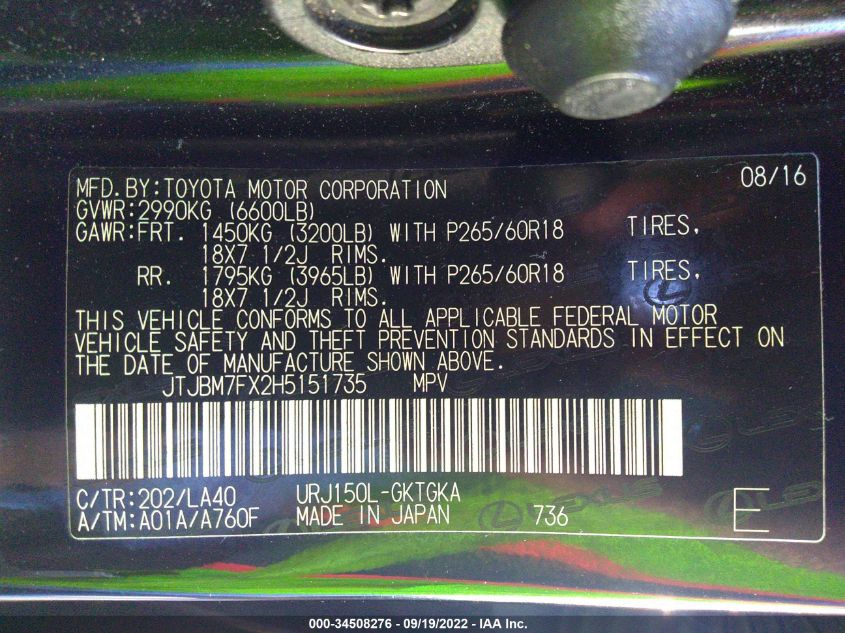 08/16
MFD.BY:TOYOTA MOTOR CORPORATION
GVWR:2990KG (6600LB)
GAWR:FRT. 1450KG (3200LB) WITH P265/60R18 TIRES,
18X7 1/2J RIMS.
RR. 1795KG (3965LB) WITH P265/60R18 TIRES,
18X7 1/2J RIMS.
THIS VEHICLE CONFORMS TO ALL APPLICABLE FEDERAL MOTOR
VEHICLE SAFETY AND THEFT PREVENTION STANDARDS IN EFFECT ON
THE DATE OF MANUFACTURE SHOWN ABOVE.
JTJBM7FX2H5151735 MPV
C/TR:202/LA40 URJ150L-GKTGKA
A/TM:A01A/A760F MADE IN JAPAN 736 E
LEXUS
000-34508276 - 09/19/2022 - IAA Inc.